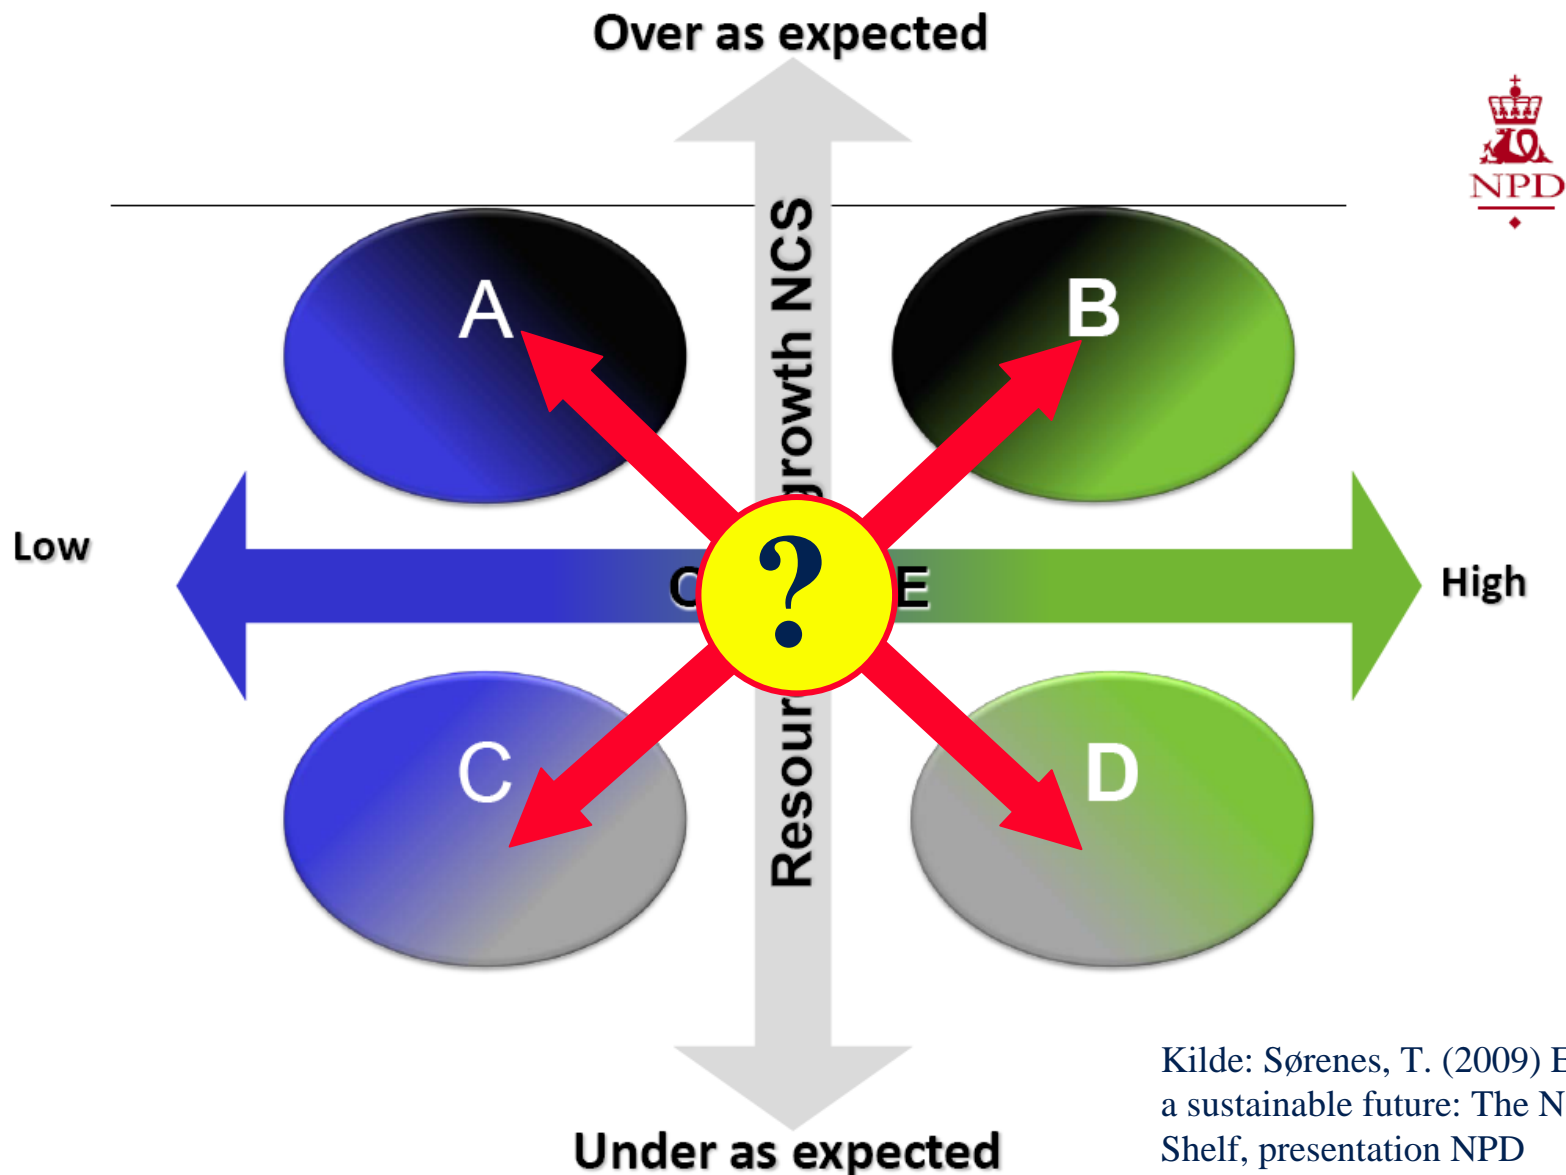 Over as expected
NPD
A
B
growth NCS
Low
?
High
C
D
Under as expected
Kilde: Sørenes, T. (2009)
a sustainable future: The
Shelf, presentation NPD